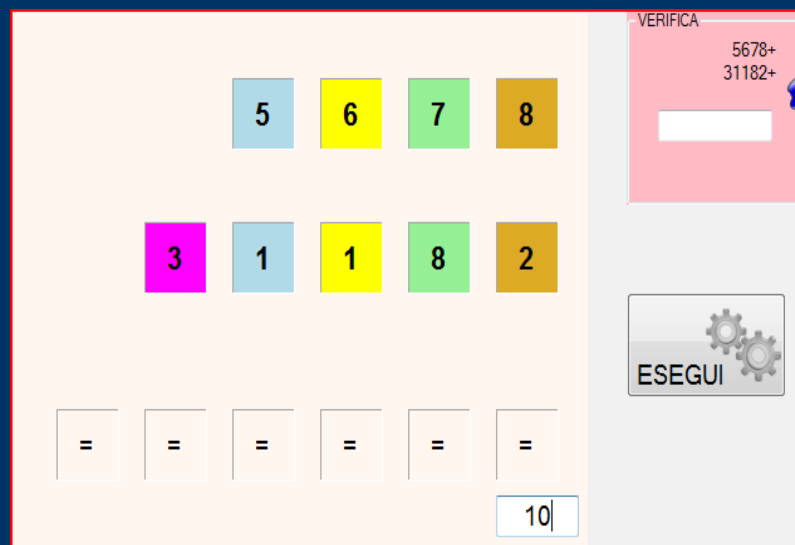 VERIFICA
5678+
31182+
5 6 7 8
3 1 1 8 2
ESEGUI
= = = = = =
10